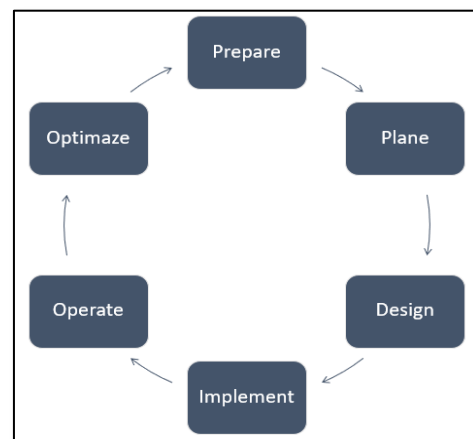 Prepare
Plane
Design
Implement
Operate
Optimaze